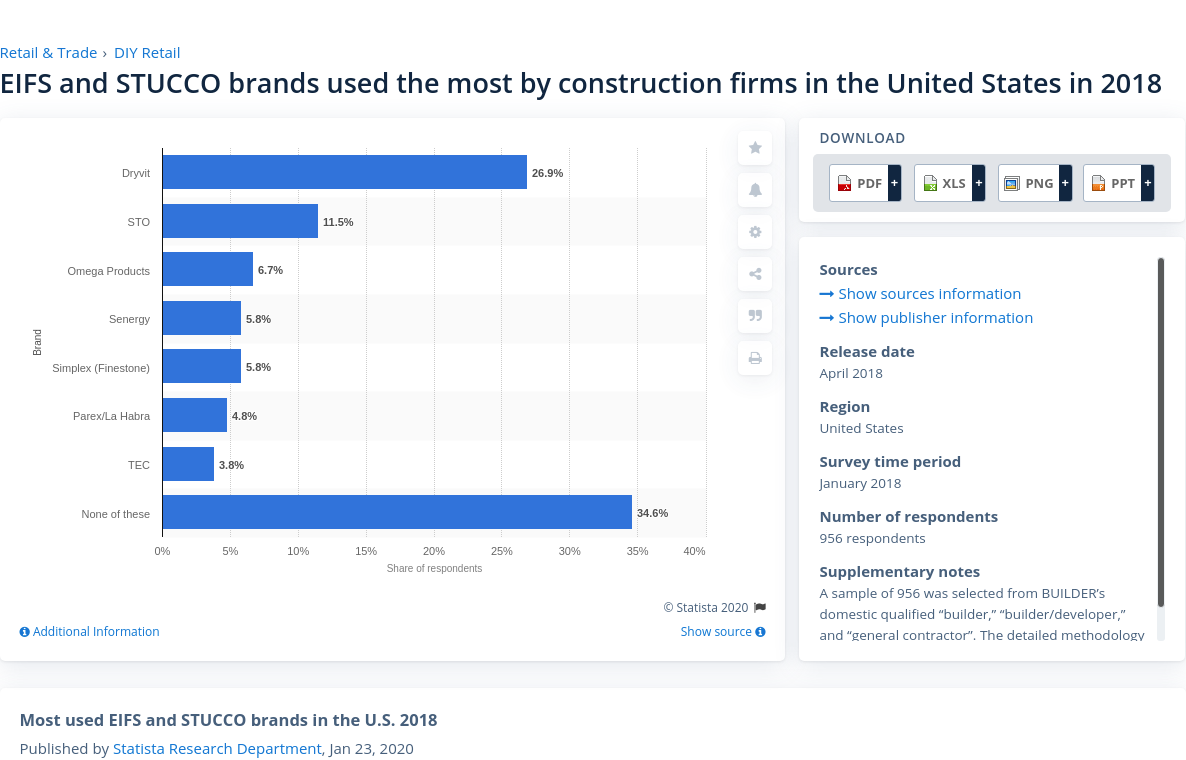 Retail & Trade › DIY Retail
EIFS and STUCCO brands used the most by construction firms in the United States in 2018
Brand
Dryvit 26.9%
STO 11.5%
Omega Products 6.7%
Senergy 5.8%
Simplex (Finestone) 5.8%
Parex/La Habra 4.8%
TEC 3.8%
None of these 34.6%
0% 5% 10% 15% 20% 25% 30% 35% 40%
Share of respondents
© Statista 2020
Additional Information
Show source
DOWNLOAD
PDF + XLS + PNG + PPT +
Sources
Show sources information
Show publisher information
Release date
April 2018
Region
United States
Survey time period
January 2018
Number of respondents
956 respondents
Supplementary notes
A sample of 956 was selected from BUILDER’s
domestic qualified “builder,” “builder/developer,”
and “general contractor”. The detailed methodology
Most used EIFS and STUCCO brands in the U.S. 2018
Published by Statista Research Department, Jan 23, 2020